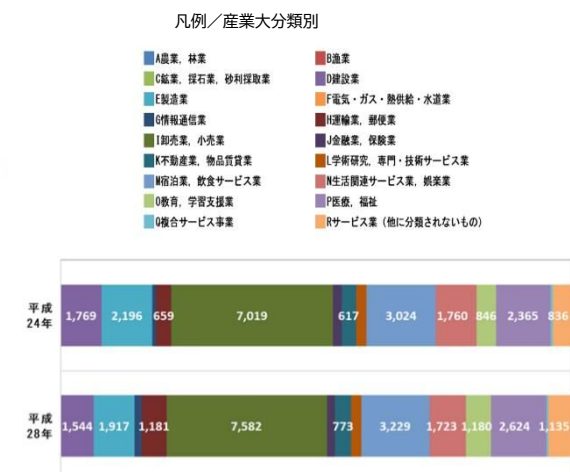 凡例／産業大分類別
A農業，林業 B漁業
C鉱業，採石業，砂利採取業 D建設業
E製造業 F電気・ガス・熱供給・水道業
G情報通信業 H運輸業，郵便業
I卸売業，小売業 J金融業，保険業
K不動産業，物品賃貸業 L学術研究，専門・技術サービス業
M宿泊業，飲食サービス業 N生活関連サービス業，娯楽業
O教育，学習支援業 P医療，福祉
Q複合サービス事業 Rサービス業（他に分類されないもの）
平成
24年 1,769 2,196 659 7,019 617 3,024 1,760 846 2,365 836
平成
28年 1,544 1,917 1,181 7,582 773 3,229 1,723 1,180 2,624 1,135